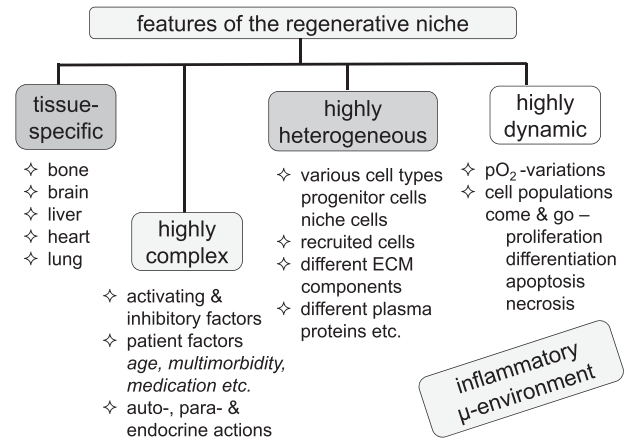 features of the regenerative niche
tissue-
specific
✧ bone
✧ brain
✧ liver
✧ heart
✧ lung
highly
complex
✧ activating &
inhibitory factors
✧ patient factors
age, multimorbidity,
medication etc.
✧ auto-, para- &
endocrine actions
highly
heterogeneous
✧ various cell types
progenitor cells
niche cells
✧ recruited cells
✧ different ECM
components
✧ different plasma
proteins etc.
highly
dynamic
✧ pO₂-variations
✧ cell populations
come & go –
proliferation
differentiation
apoptosis
necrosis
inflammatory
μ-environment